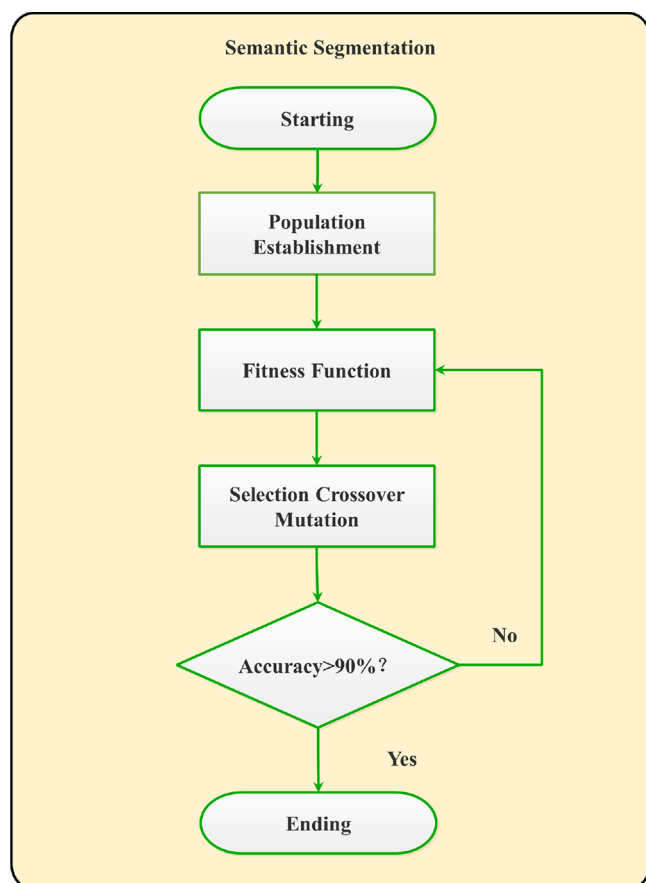 Semantic Segmentation
Starting
Population
Establishment
Fitness Function
Selection Crossover
Mutation
Accuracy>90%?
No
Yes
Ending